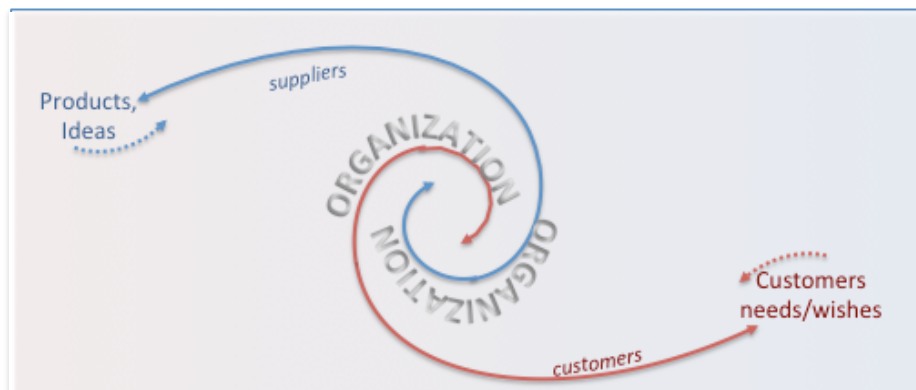 suppliers
Products,
Ideas
ORGANIZATION
ORGANIZATION
Customers
needs/wishes
customers